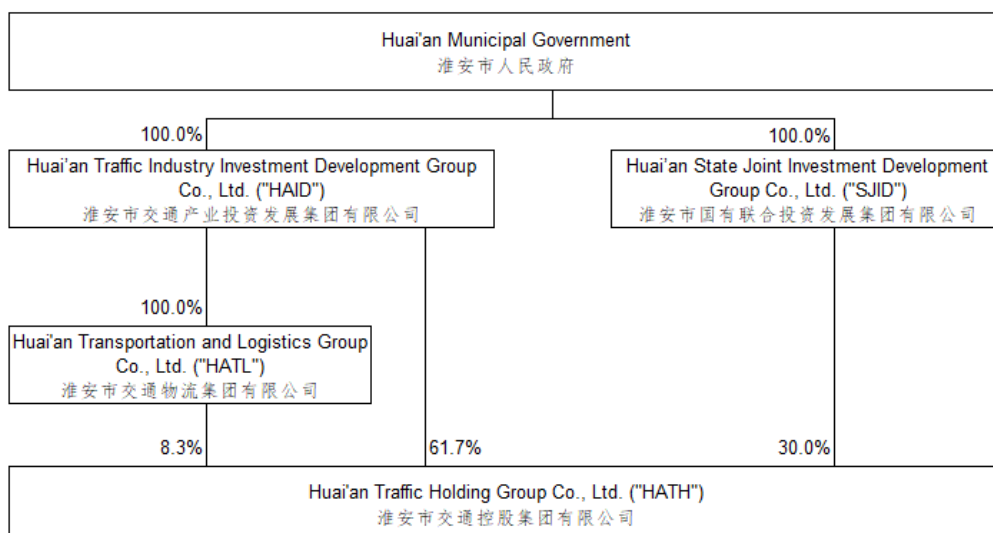 Huai'an Municipal Government
淮安市人民政府
100.0%
100.0%
Huai'an Traffic Industry Investment Development Group
Co., Ltd. ("HAID")
淮安市交通产业投资发展集团有限公司
Huai'an State Joint Investment Development
Group Co., Ltd. ("SJID")
淮安市国有联合投资发展集团有限公司
100.0%
Huai'an Transportation and Logistics Group
Co., Ltd. ("HATL")
淮安市交通物流集团有限公司
8.3%
61.7%
30.0%
Huai'an Traffic Holding Group Co., Ltd. ("HATH")
淮安市交通控股集团有限公司